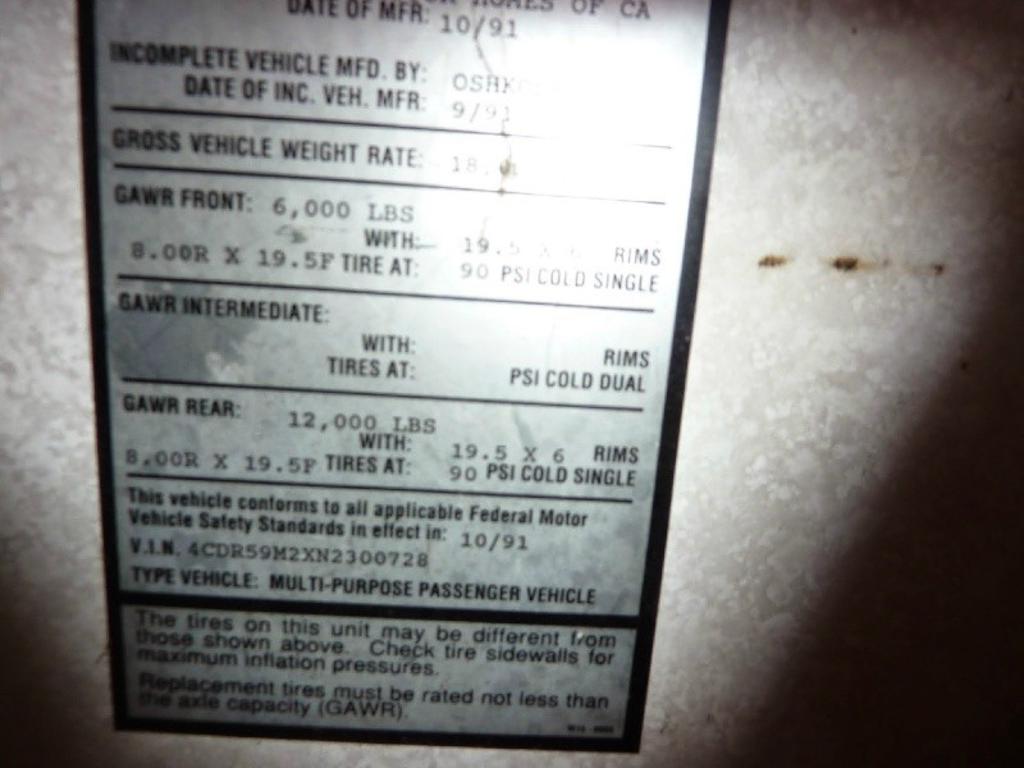 HOMES OF CA
DATE OF MFR: 10/91
INCOMPLETE VEHICLE MFD. BY:
DATE OF INC. VEH. MFR: 9/91
GROSS VEHICLE WEIGHT RATE:
GAWR FRONT: 6,000 LBS
WITH: 19.5 X 6 RIMS
8.00R X 19.5F TIRE AT: 90 PSI COLD SINGLE
GAWR INTERMEDIATE:
WITH: RIMS
TIRES AT: PSI COLD DUAL
GAWR REAR: 12,000 LBS
WITH: 19.5 X 6 RIMS
8.00R X 19.5F TIRES AT: 90 PSI COLD SINGLE
This vehicle conforms to all applicable Federal Motor
Vehicle Safety Standards in effect in: 10/91
V.I.N. 4CDR59M2XN2300728
TYPE VEHICLE: MULTI-PURPOSE PASSENGER VEHICLE
The tires on this unit may be different from
those shown above. Check tire sidewalls for
maximum inflation pressures.
Replacement tires must be rated not less than
the axle capacity (GAWR).